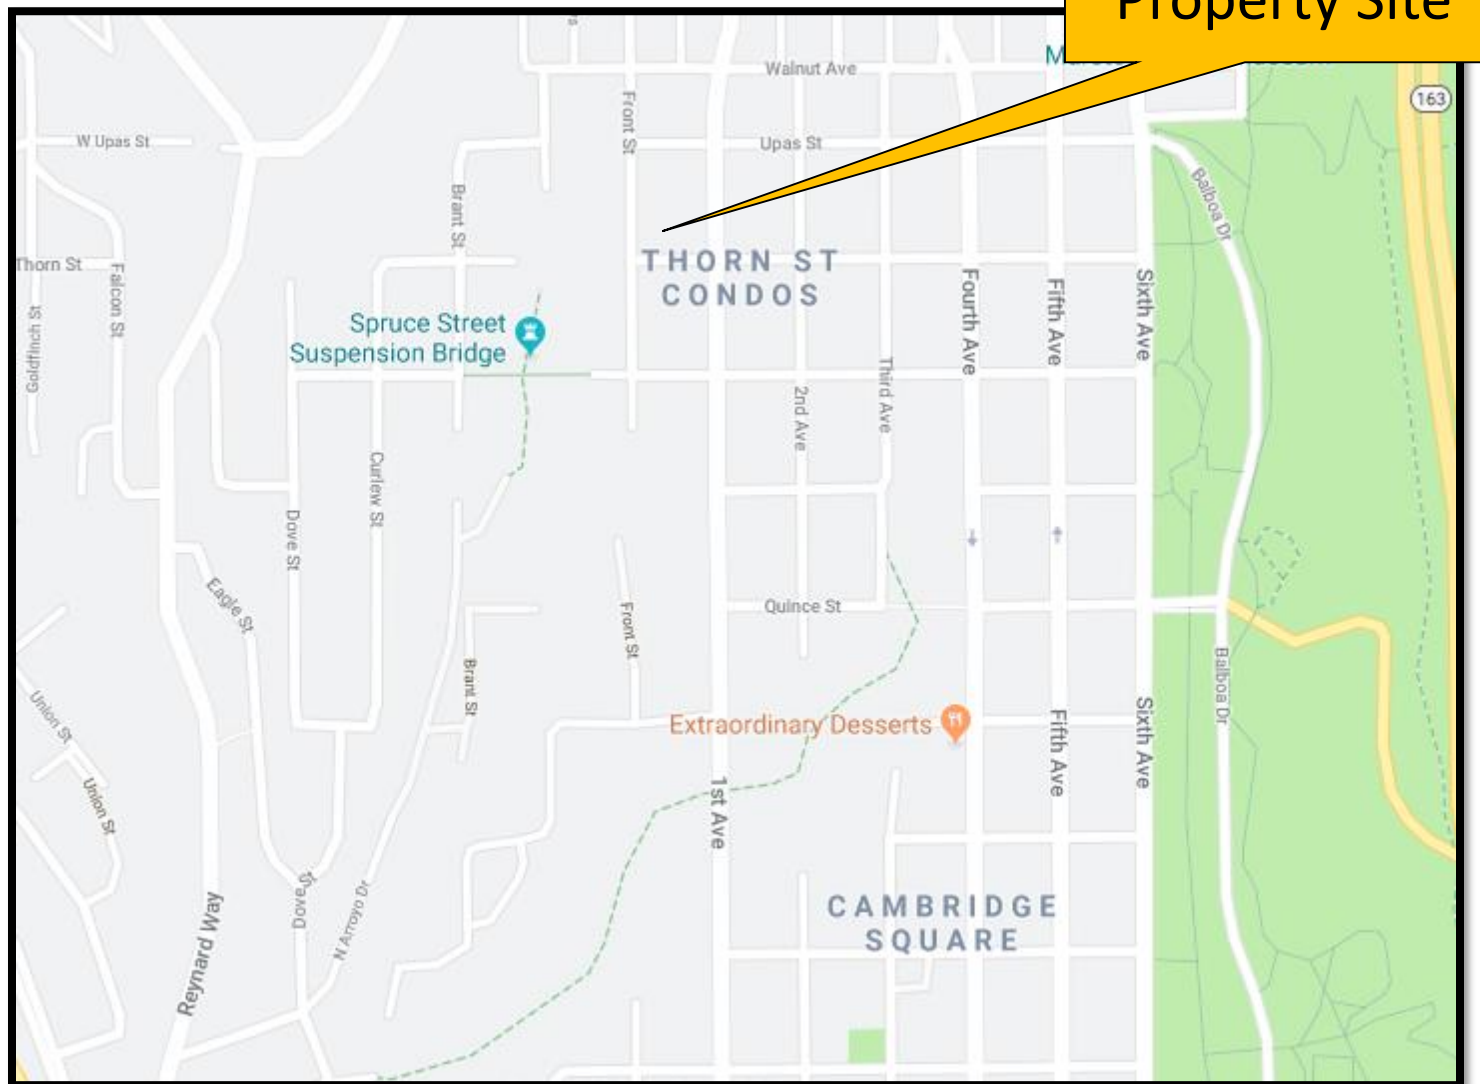 Property Site
Walnut Ave
163
W Upas St
Front St
Upas St
Balboa Dr
Brant St
Thorn St
Falcon St
THORN ST
CONDOS
Fourth Ave
Fifth Ave
Sixth Ave
Goldfinch St
Spruce Street
Suspension Bridge
Third Ave
2nd Ave
Curlew St
Dove St
Eagle St
Quince St
Front St
Brant St
Balboa Dr
Union St
Extraordinary Desserts
Fifth Ave
Sixth Ave
Union St
1st Ave
Dove St
N Arroyo Dr
Reynard Way
CAMBRIDGE
SQUARE